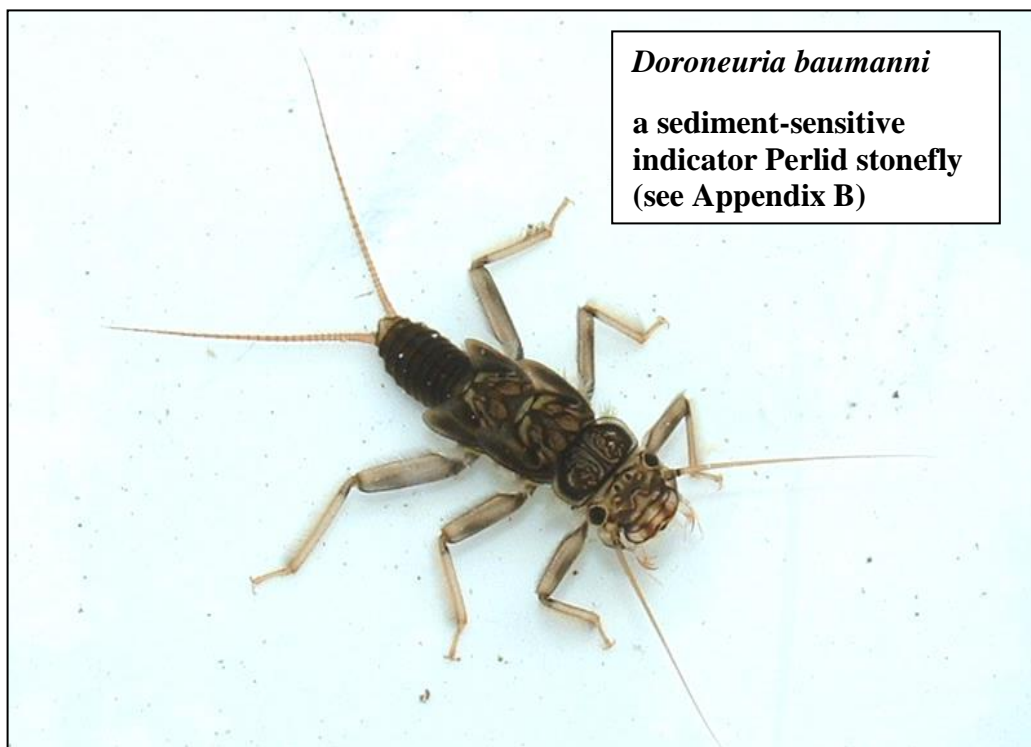 Doroneuria baumanni
a sediment-sensitive
indicator Perlid stonefly
(see Appendix B)